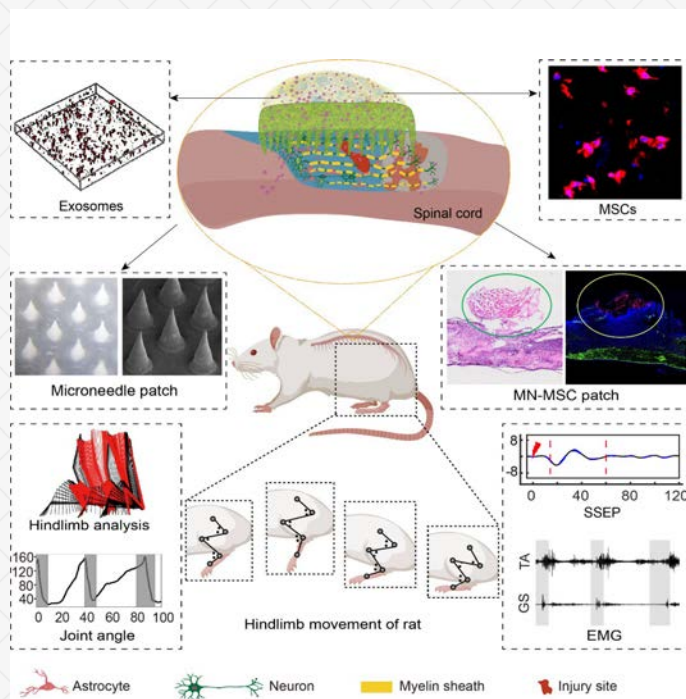 Exosomes
Spinal cord
MSCs
Microneedle patch
MN-MSC patch
Hindlimb analysis
160
120
80
40
0 20 40 60 80 100
Joint angle
Hindlimb movement of rat
8
-8
0 40 80 120
SSEP
TA
GS
EMG
Astrocyte
Neuron
Myelin sheath
Injury site